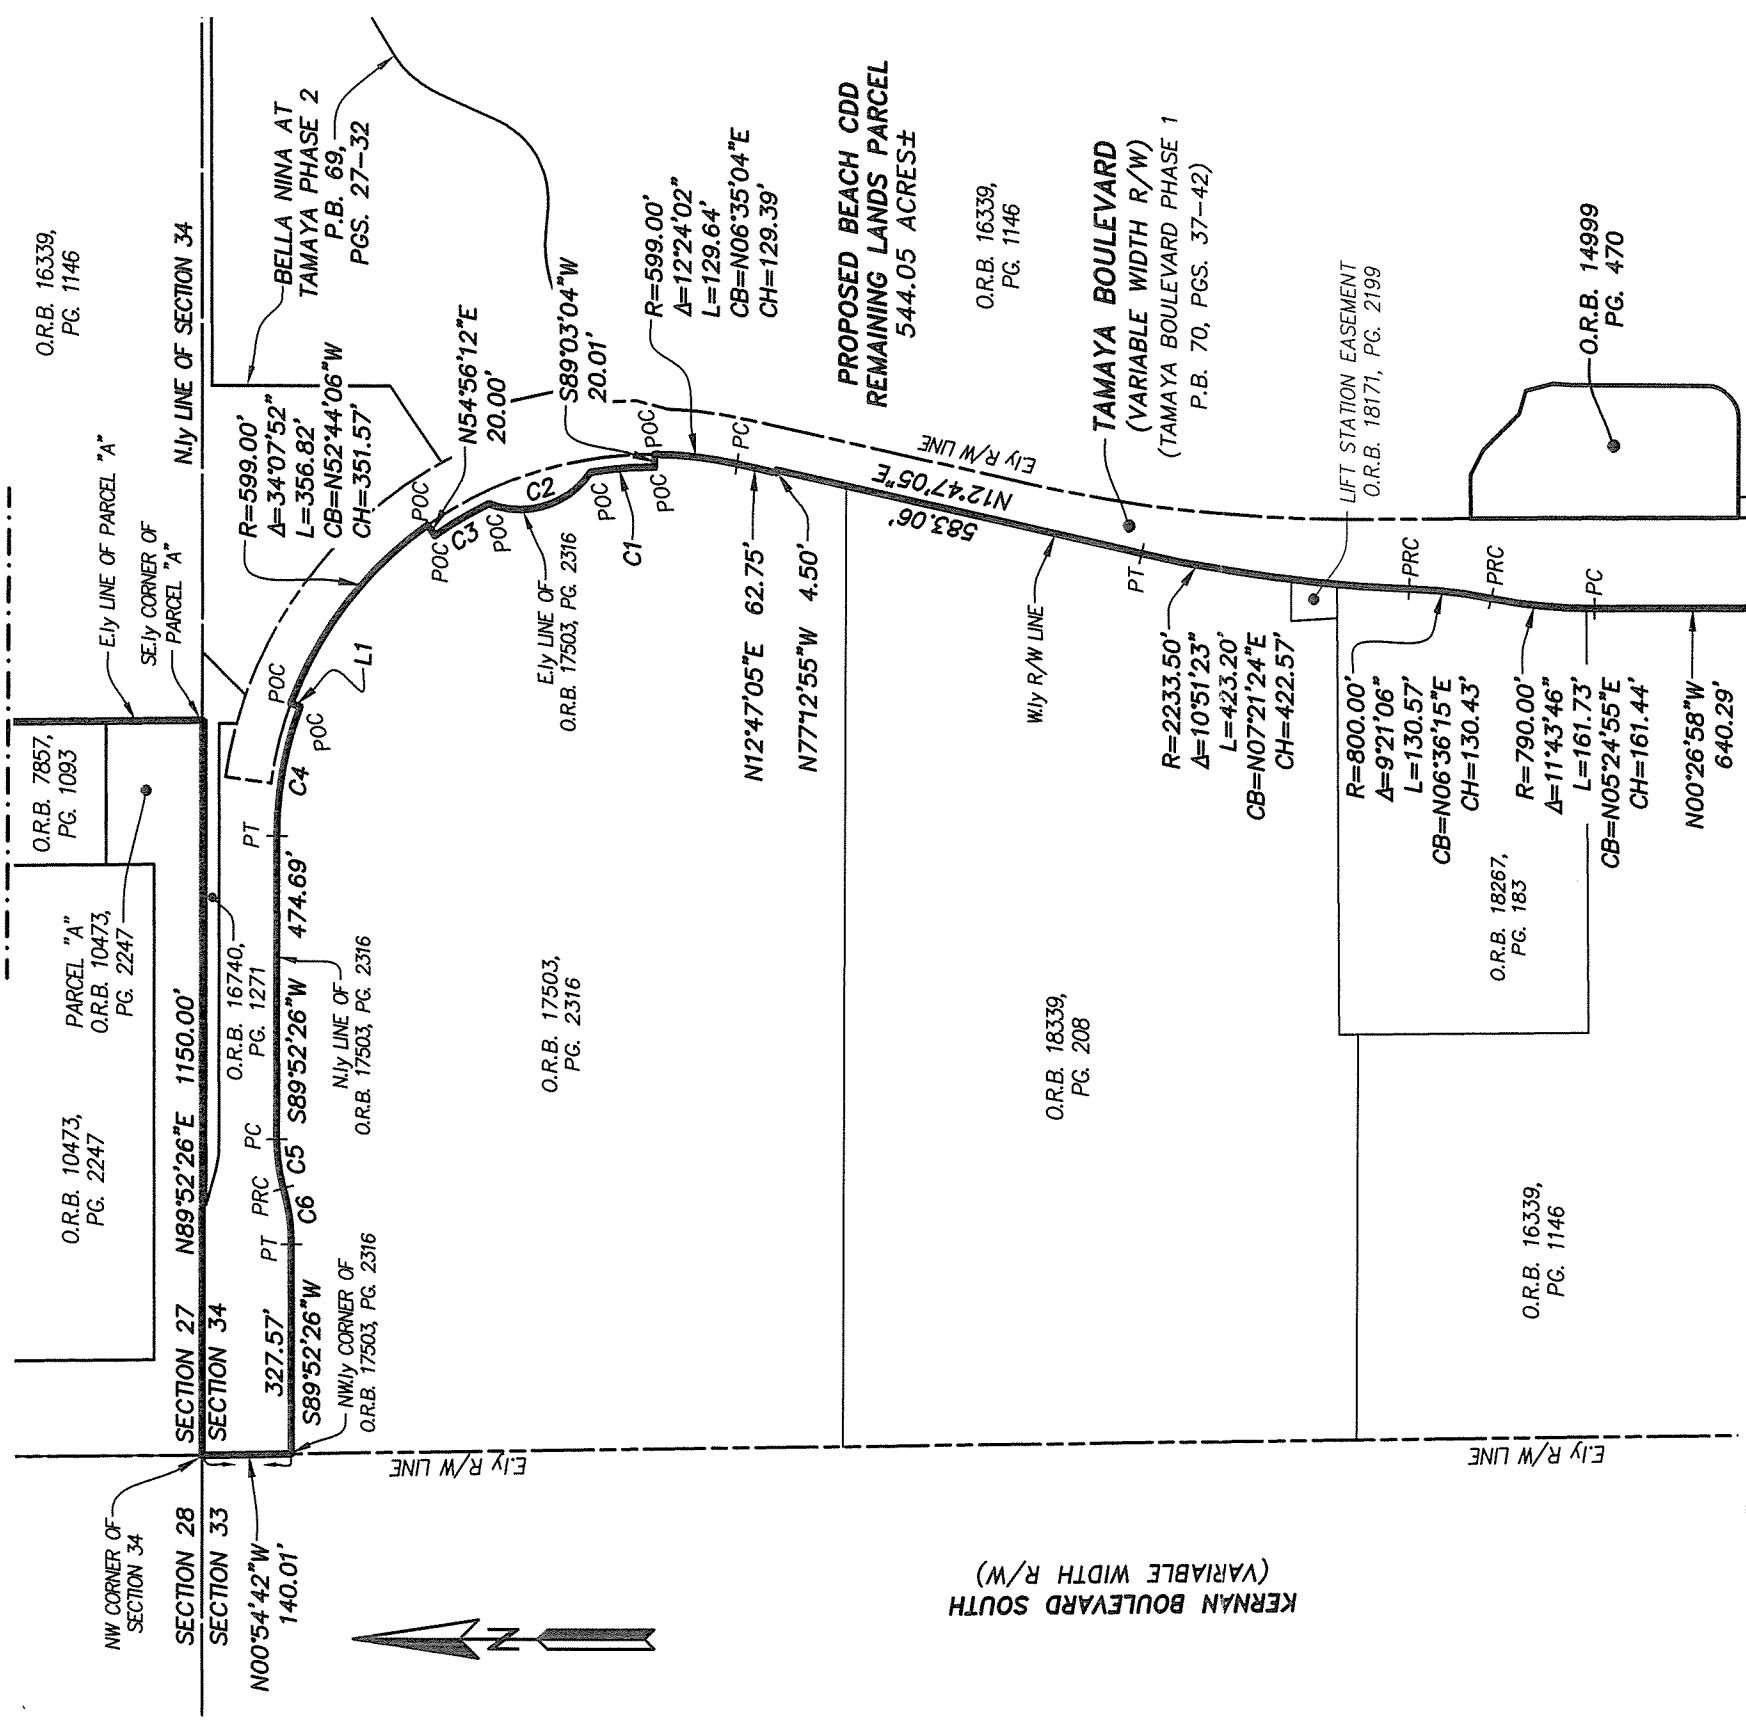 O.R.B. 16339,
PG. 1146
N.ly LINE OF SECTION 34
BELLA NINA AT
TAMAYA PHASE 2
P.B. 69,
PGS. 27-32
E.ly LINE OF PARCEL "A"
SE.ly CORNER OF
PARCEL "A"
O.R.B. 7857,
PG. 1093
PARCEL "A"
O.R.B. 10473,
PG. 2247
O.R.B. 10473,
PG. 2247
N89°52'26"E 1150.00'
SECTION 27
SECTION 34
SECTION 28
SECTION 33
NW CORNER OF
SECTION 34
N00°54'42"W
140.01'
O.R.B. 16740,
PG. 1271
R=599.00'
Δ=34°07'52"
L=356.82'
CB=N52°44'06"W
CH=351.57'
POC
L1
POC
C4
PT
S89°52'26"W 474.69'
N.ly LINE OF
O.R.B. 17503, PG. 2316
PC
C5
PRC
C6
PT
327.57'
S89°52'26"W
NW.ly CORNER OF
O.R.B. 17503, PG. 2316
E.ly R/W LINE
N54°56'12"E
20.00'
POC
POC
C3
POC
C2
E.ly LINE OF
O.R.B. 17503, PG. 2316
POC
C1
POC
POC
S89°03'04"W
20.01'
R=599.00'
Δ=12°24'02"
L=129.64'
CB=N06°35'04"E
CH=129.39'
PC
N12°47'05"E 62.75'
N77°12'55"W 4.50'
O.R.B. 17503,
PG. 2316
PROPOSED BEACH CDD
REMAINING LANDS PARCEL
544.05 ACRES±
O.R.B. 16339,
PG. 1146
E.ly R/W LINE
N12°47'05"E
583.06'
W.ly R/W LINE
TAMAYA BOULEVARD
(VARIABLE WIDTH R/W)
(TAMAYA BOULEVARD PHASE 1
P.B. 70, PGS. 37-42)
PT
R=2233.50'
Δ=10°51'23"
L=423.20'
CB=N07°21'24"E
CH=422.57'
LIFT STATION EASEMENT
O.R.B. 18171, PG. 2199
O.R.B. 18339,
PG. 208
PRC
R=800.00'
Δ=9°21'06"
L=130.57'
CB=N06°36'15"E
CH=130.43'
PRC
R=790.00'
Δ=11°43'46"
L=161.73'
CB=N05°24'55"E
CH=161.44'
PC
N00°26'58"W
640.29'
O.R.B. 14999
PG. 470
O.R.B. 18267,
PG. 183
O.R.B. 16339,
PG. 1146
E.ly R/W LINE
KERNAN BOULEVARD SOUTH
(VARIABLE WIDTH R/W)
N